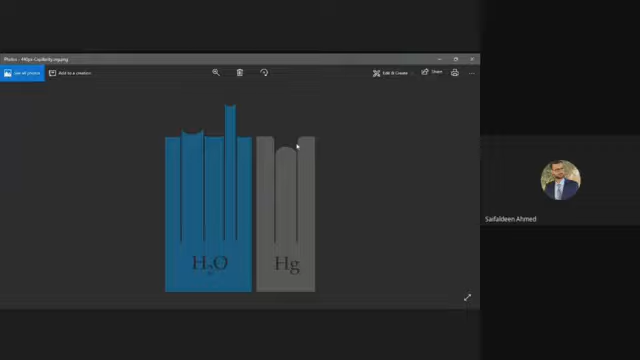 Photos - 440px-Capillarity.svg.png
See all photos
Add to a creation
Edit & Create
Share
H₂O
Hg
Saifaldeen Ahmed